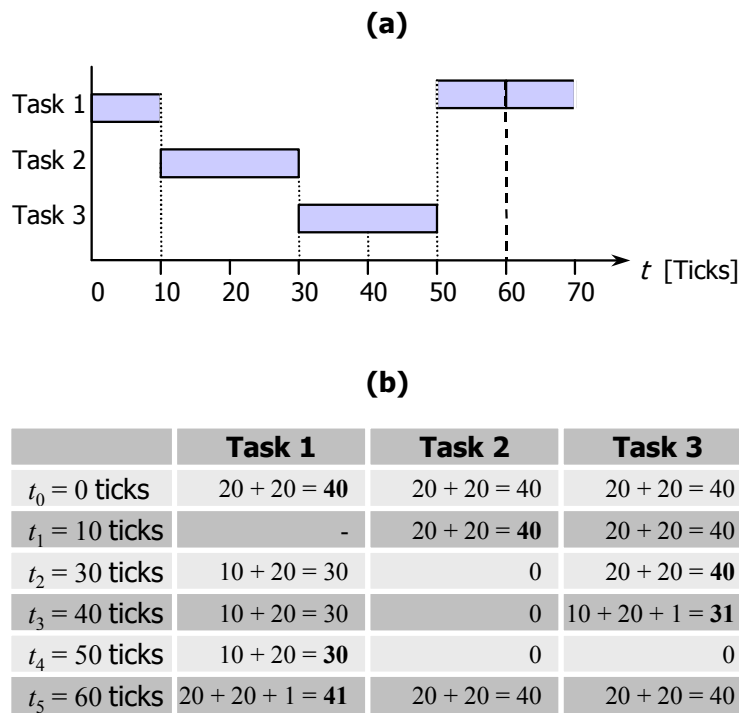 (a)
Task 1
Task 2
Task 3
0 10 20 30 40 50 60 70
t [Ticks]
(b)
Task 1 Task 2 Task 3
t0 = 0 ticks 20 + 20 = 40 20 + 20 = 40 20 + 20 = 40
t1 = 10 ticks - 20 + 20 = 40 20 + 20 = 40
t2 = 30 ticks 10 + 20 = 30 0 20 + 20 = 40
t3 = 40 ticks 10 + 20 = 30 0 10 + 20 + 1 = 31
t4 = 50 ticks 10 + 20 = 30 0 0
t5 = 60 ticks 20 + 20 + 1 = 41 20 + 20 = 40 20 + 20 = 40